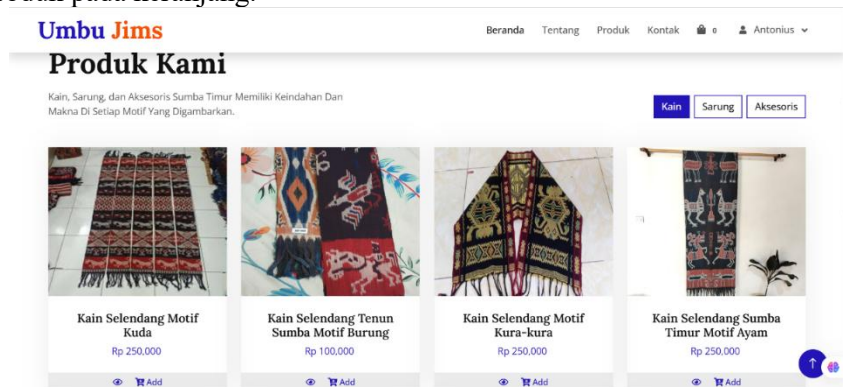 Umbu Jims
Beranda Tentang Produk Kontak 0 Antonius
Produk Kami
Kain, Sarung, dan Aksesoris Sumba Timur Memiliki Keindahan Dan
Makna Di Setiap Motif Yang Digambarkan.
Kain Sarung Aksesoris
Kain Selendang Motif
Kuda
Rp 250,000
Add
Kain Selendang Tenun
Sumba Motif Burung
Rp 100,000
Add
Kain Selendang Motif
Kura-kura
Rp 250,000
Add
Kain Selendang Sumba
Timur Motif Ayam
Rp 250,000
Add